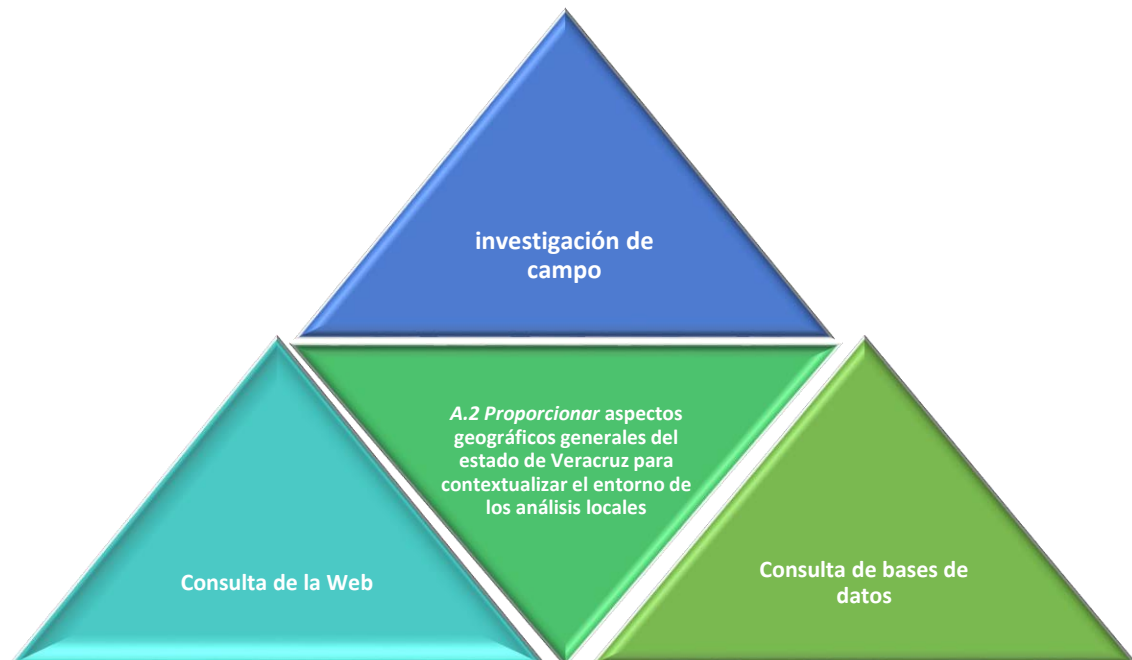 investigación de
campo
A.2 Proporcionar aspectos
geográficos generales del
estado de Veracruz para
contextualizar el entorno de
los análisis locales
Consulta de la Web
Consulta de bases de
datos